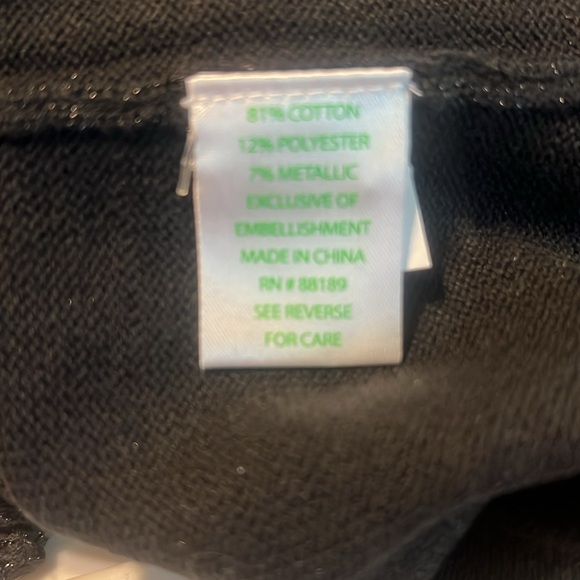 81% COTTON
12% POLYESTER
7% METALLIC
EXCLUSIVE OF
EMBELLISHMENT
MADE IN CHINA
RN # 88189
SEE REVERSE
FOR CARE